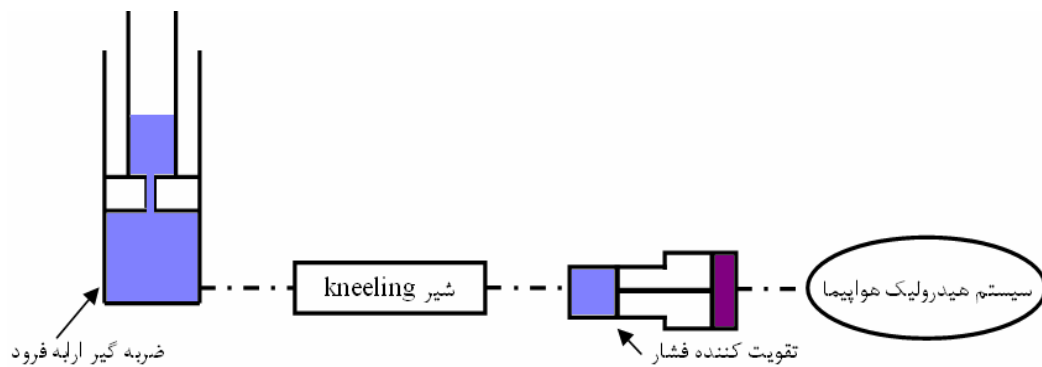 شیر kneeling
سیستم هیدرولیک هواپیما
ضربه گیر ارابه فرود
تقویت کننده فشار